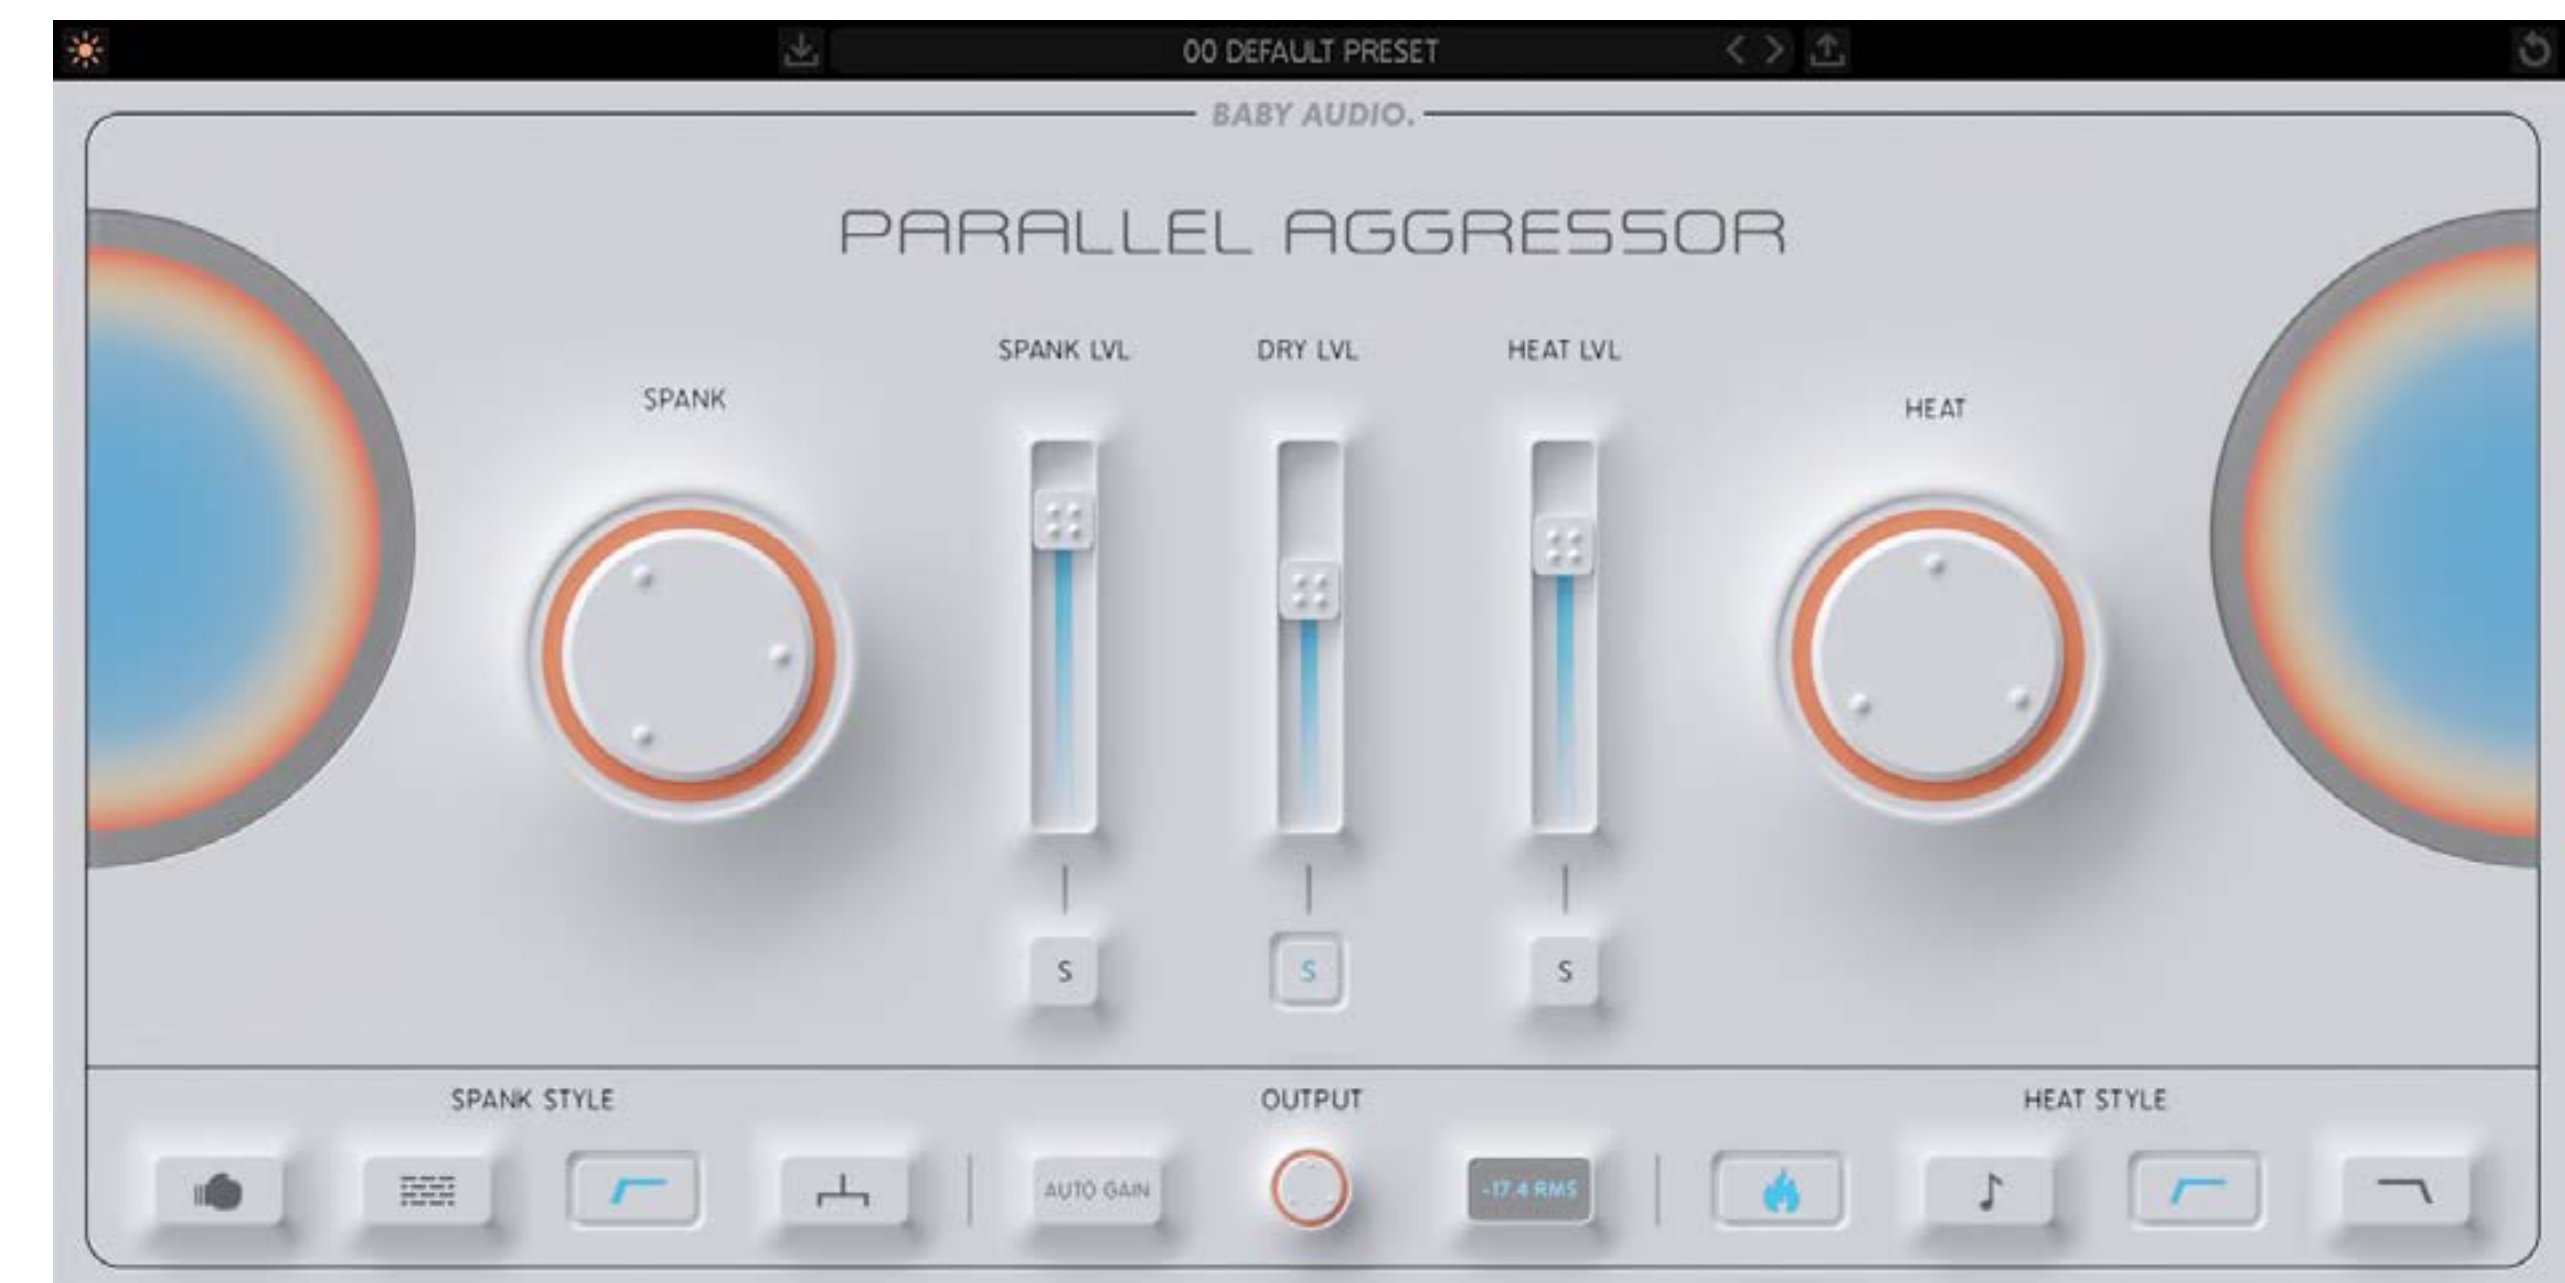 00 DEFAULT PRESET
BABY AUDIO.
PARALLEL AGGRESSOR
SPANK LVL
DRY LVL
HEAT LVL
SPANK
HEAT
S
S
S
SPANK STYLE
OUTPUT
HEAT STYLE
AUTO GAIN
-17.4 RMS